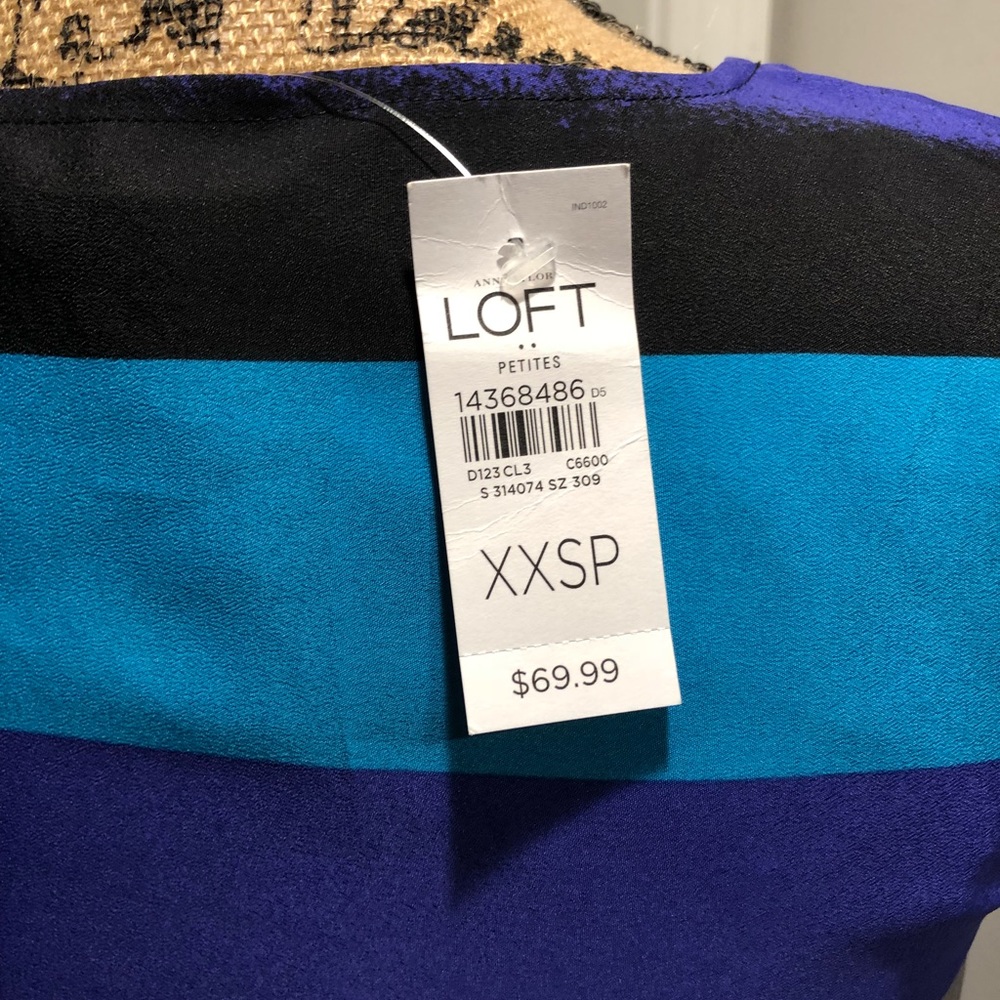 IND1002
LOFT
PETITES
14368486 D5
D123 CL3 C6600
S 314074 SZ 309
XXSP
$69.99